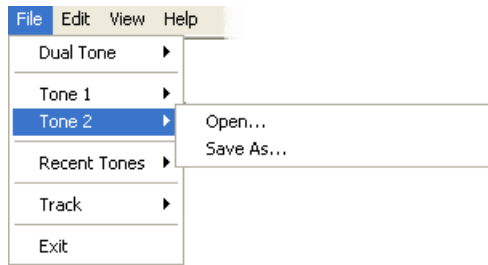 File Edit View Help
Dual Tone
Tone 1
Tone 2
Open...
Save As...
Recent Tones
Track
Exit